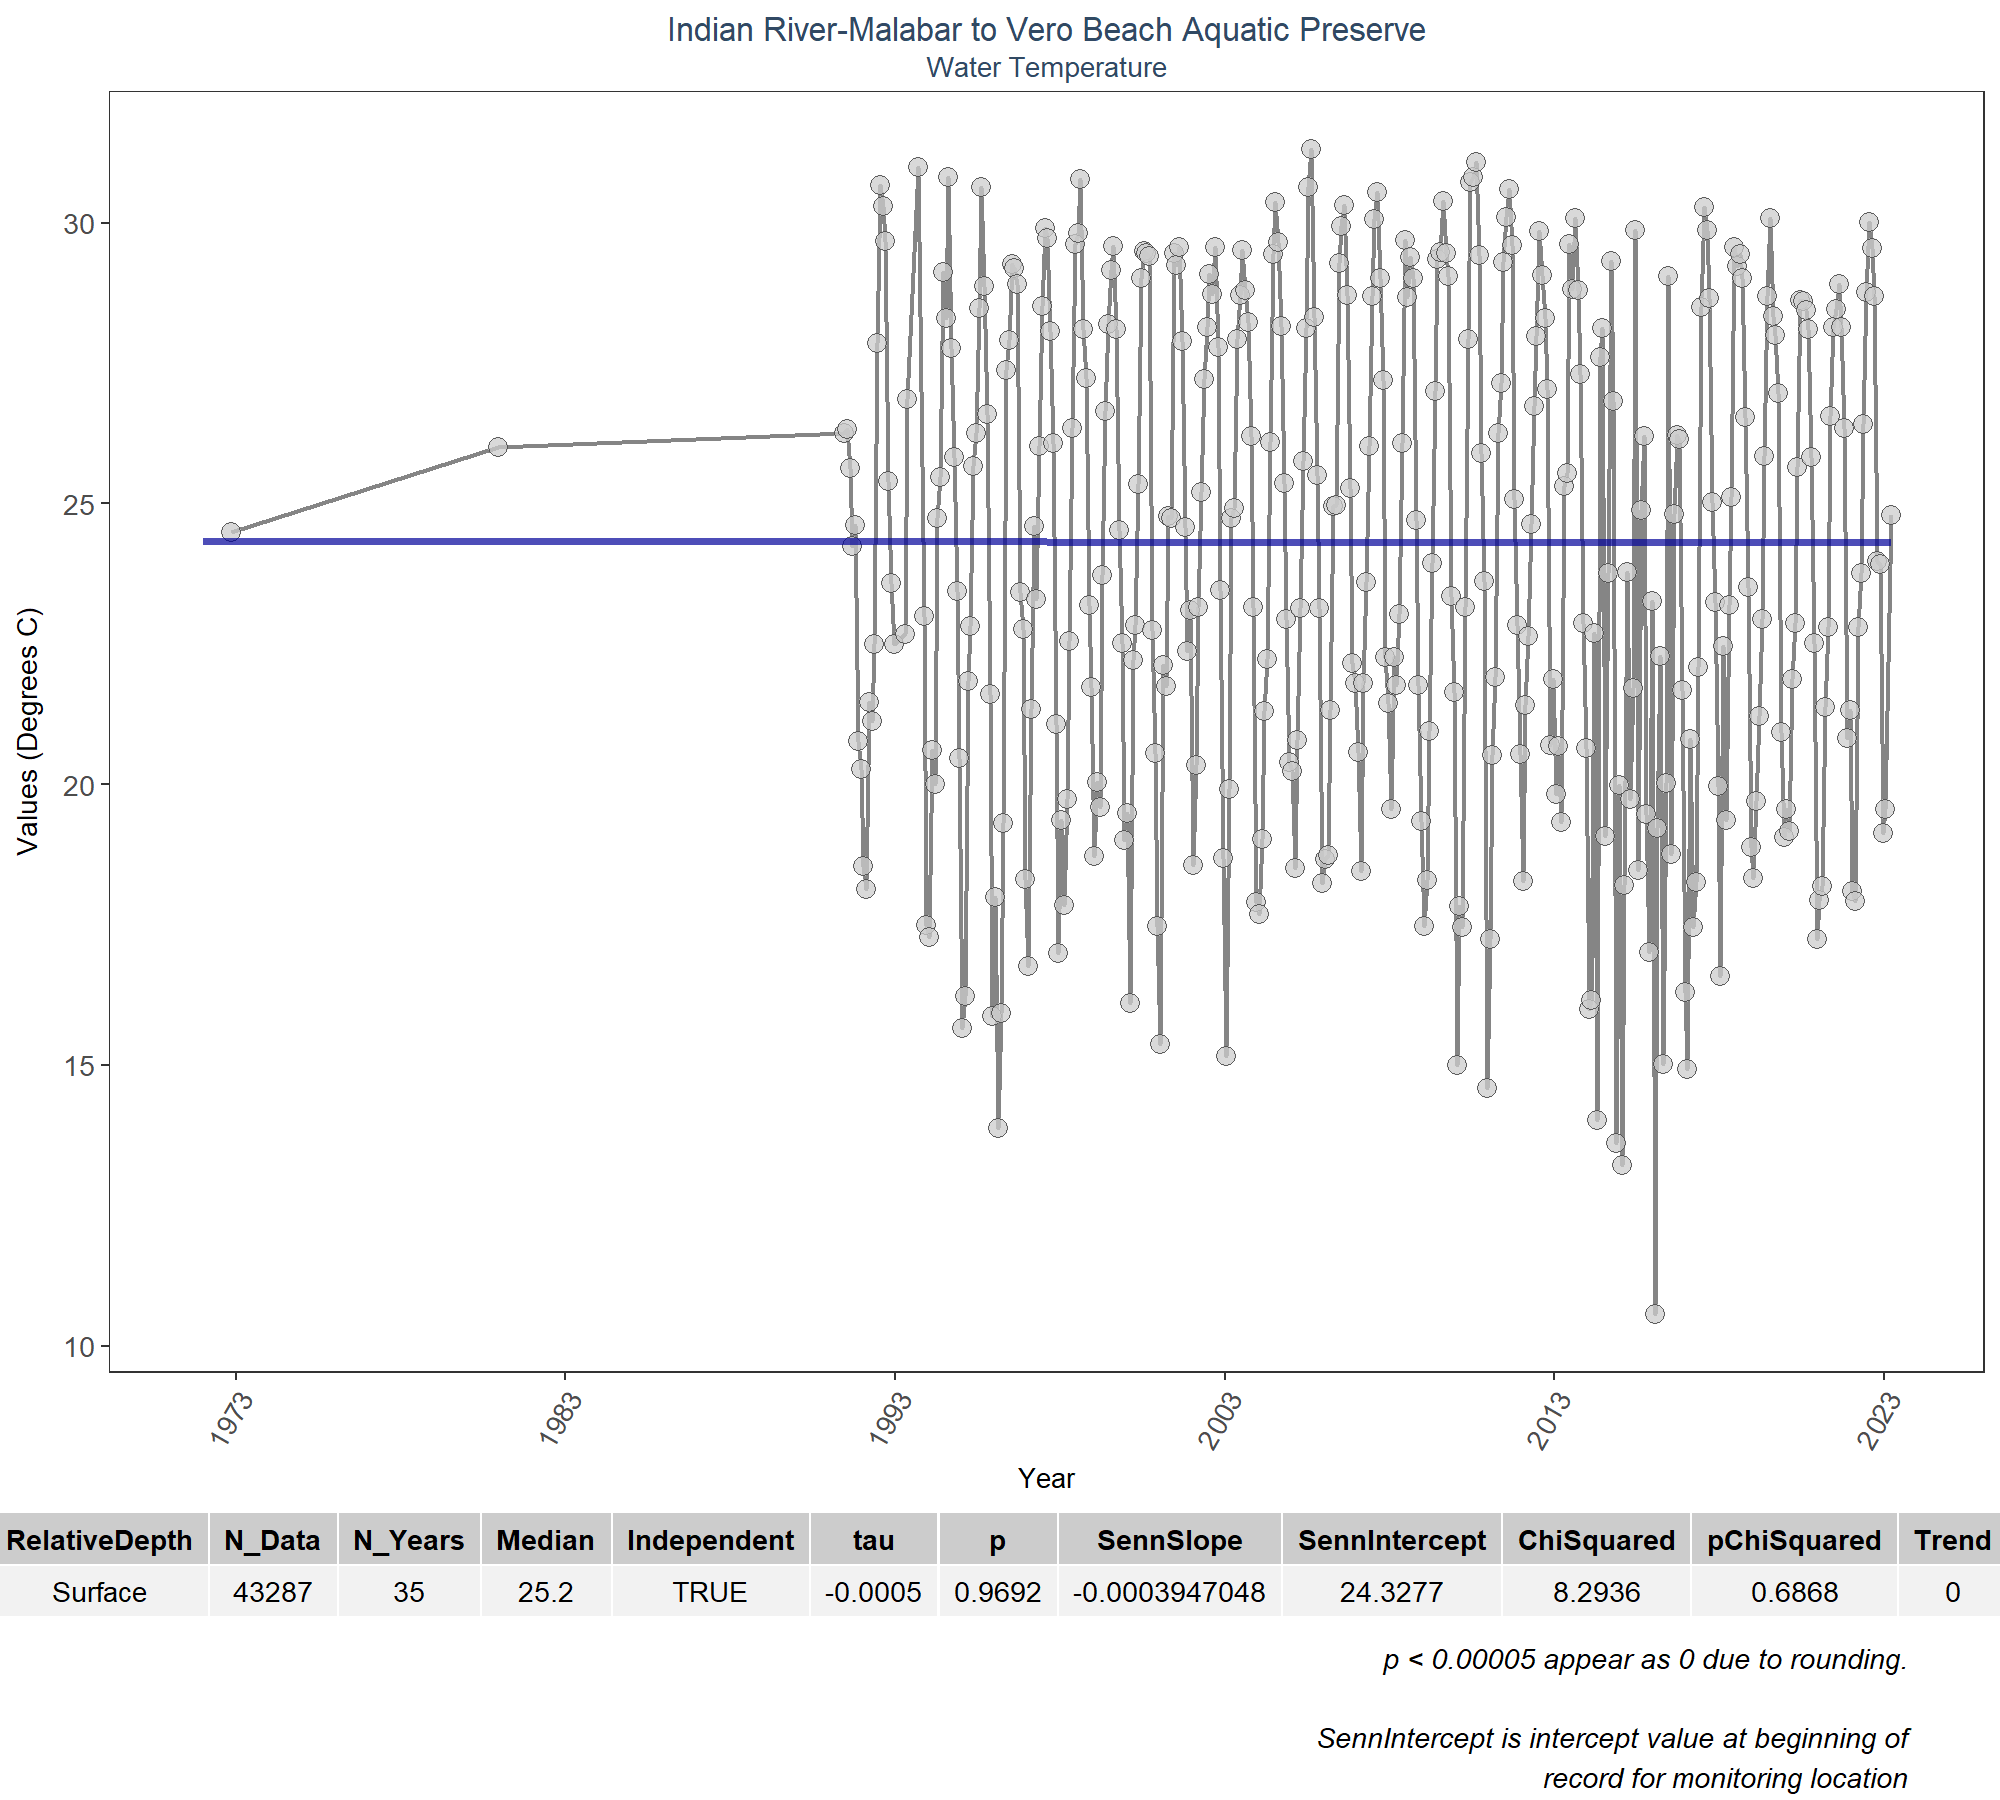 Indian River-Malabar to Vero Beach Aquatic Preserve
Water Temperature
Values (Degrees C)
30
25
20
15
10
1973 1983 1993 2003 2013 2023
Year
RelativeDepth N_Data N_Years Median Independent tau p SennSlope SennIntercept ChiSquared pChiSquared Trend
Surface 43287 35 25.2 TRUE -0.0005 0.9692 -0.0003947048 24.3277 8.2936 0.6868 0
p < 0.00005 appear as 0 due to rounding.
SennIntercept is intercept value at beginning of
record for monitoring location